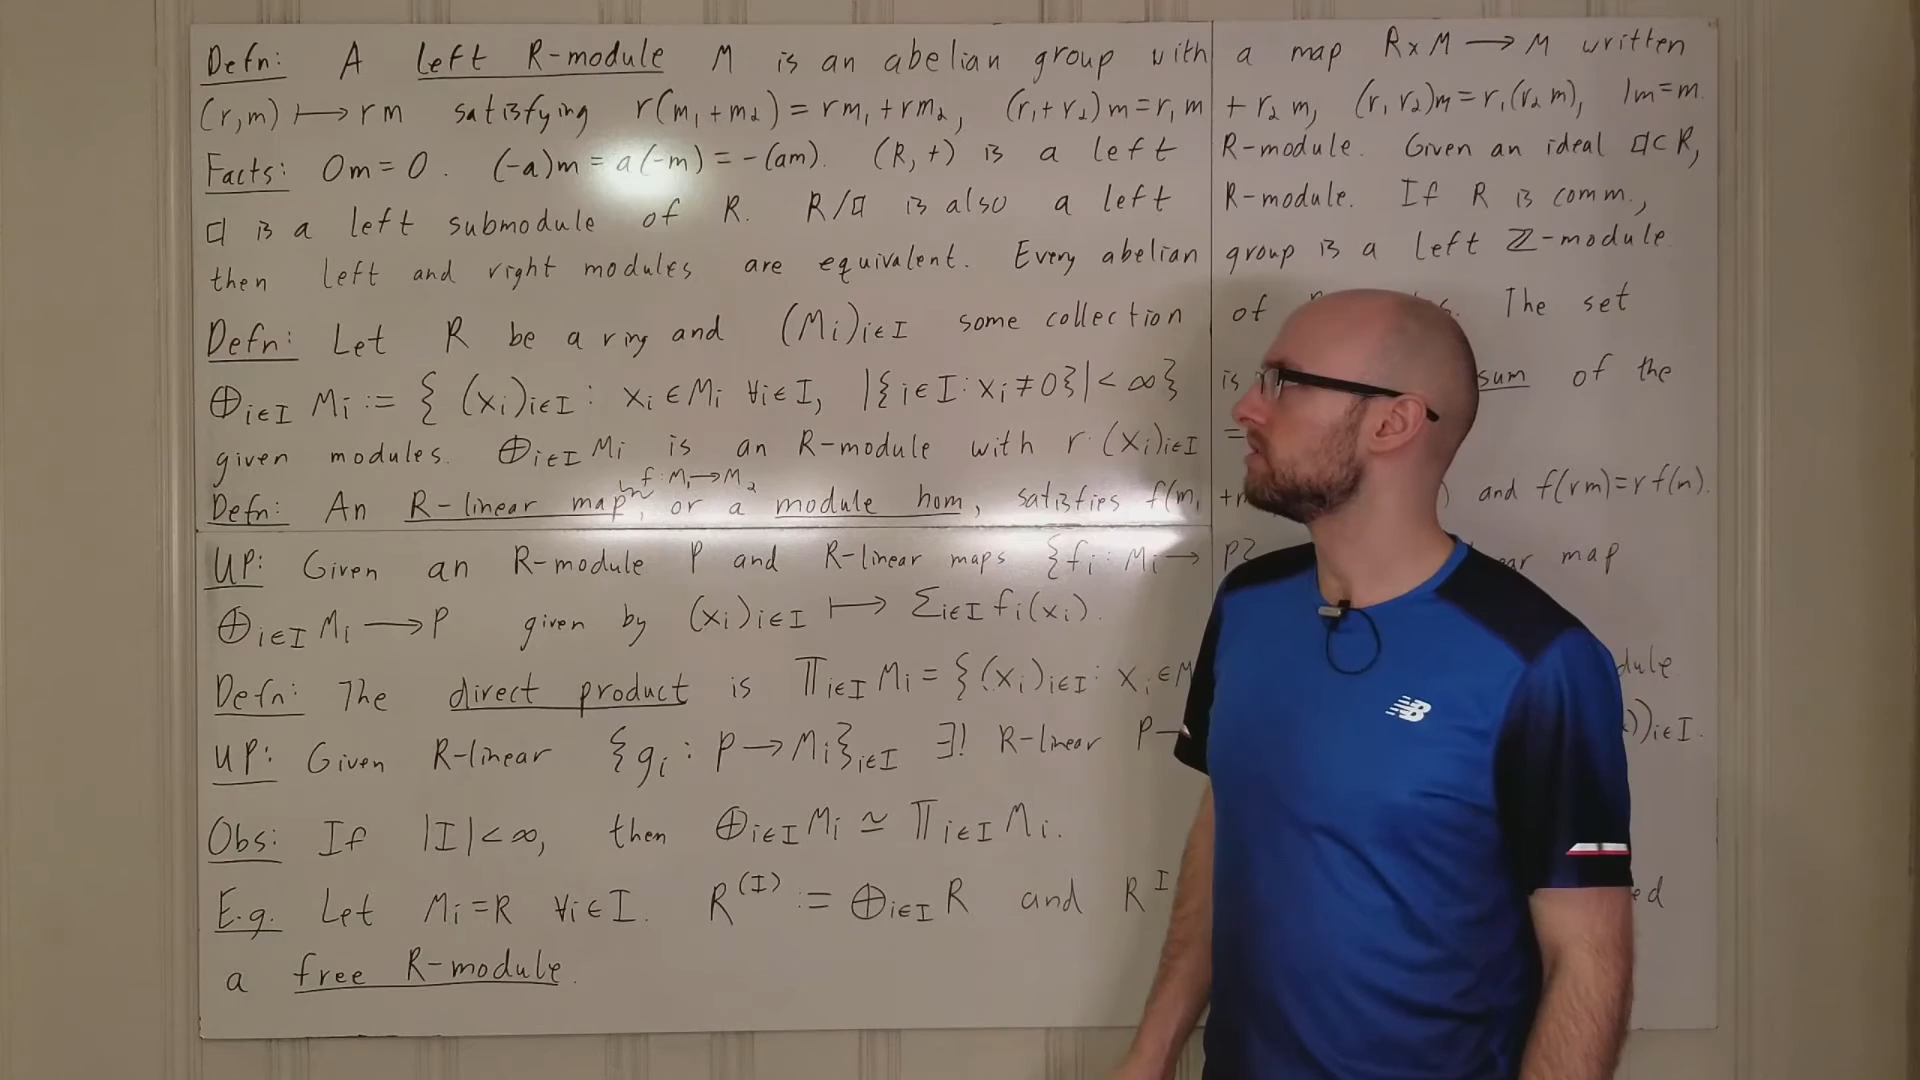 Defn: A left R-module M is an abelian group with a map R×M ⟶ M written
(r,m) ⟼ rm satisfying r(m₁+m₂)=rm₁+rm₂, (r₁+r₂)m=r₁m + r₂m, (r₁r₂)m=r₁(r₂m), 1m=m.
Facts: 0m=0. (-a)m=a(-m)=-(am). (R,+) is a left R-module. Given an ideal 𝔞⊂R,
𝔞 is a left submodule of R. R/𝔞 is also a left R-module. If R is comm.,
then left and right modules are equivalent. Every abelian group is a left ℤ-module.
Defn: Let R be a ring and (Mi)i∈I some collection of The set
⊕i∈I Mi := { (xi)i∈I : xi∈Mi ∀i∈I, |{i∈I: xi≠0}|<∞} is sum of the
given modules. ⊕i∈I Mi is an R-module with r·(xi)i∈I =
f: M₁→M₂
Defn: An R-linear map, or a module hom, satisfies f(m₁ + and f(rm)=rf(m).
UP: Given an R-module P and R-linear maps {fi: Mi ⟶ P} map
⊕i∈I Mi ⟶ P given by (xi)i∈I ⟼ Σi∈I fi(xi).
Defn: The direct product is ∏i∈I Mi = {(xi)i∈I: xi∈M
UP: Given R-linear {gi: P→Mi}i∈I ∃! R-linear P ))i∈I.
Obs: If |I|<∞, then ⊕i∈I Mi ≃ ∏i∈I Mi.
E.g. Let Mi=R ∀i∈I. R⁽ᴵ⁾ := ⊕i∈I R and Rᴵ
a free R-module.